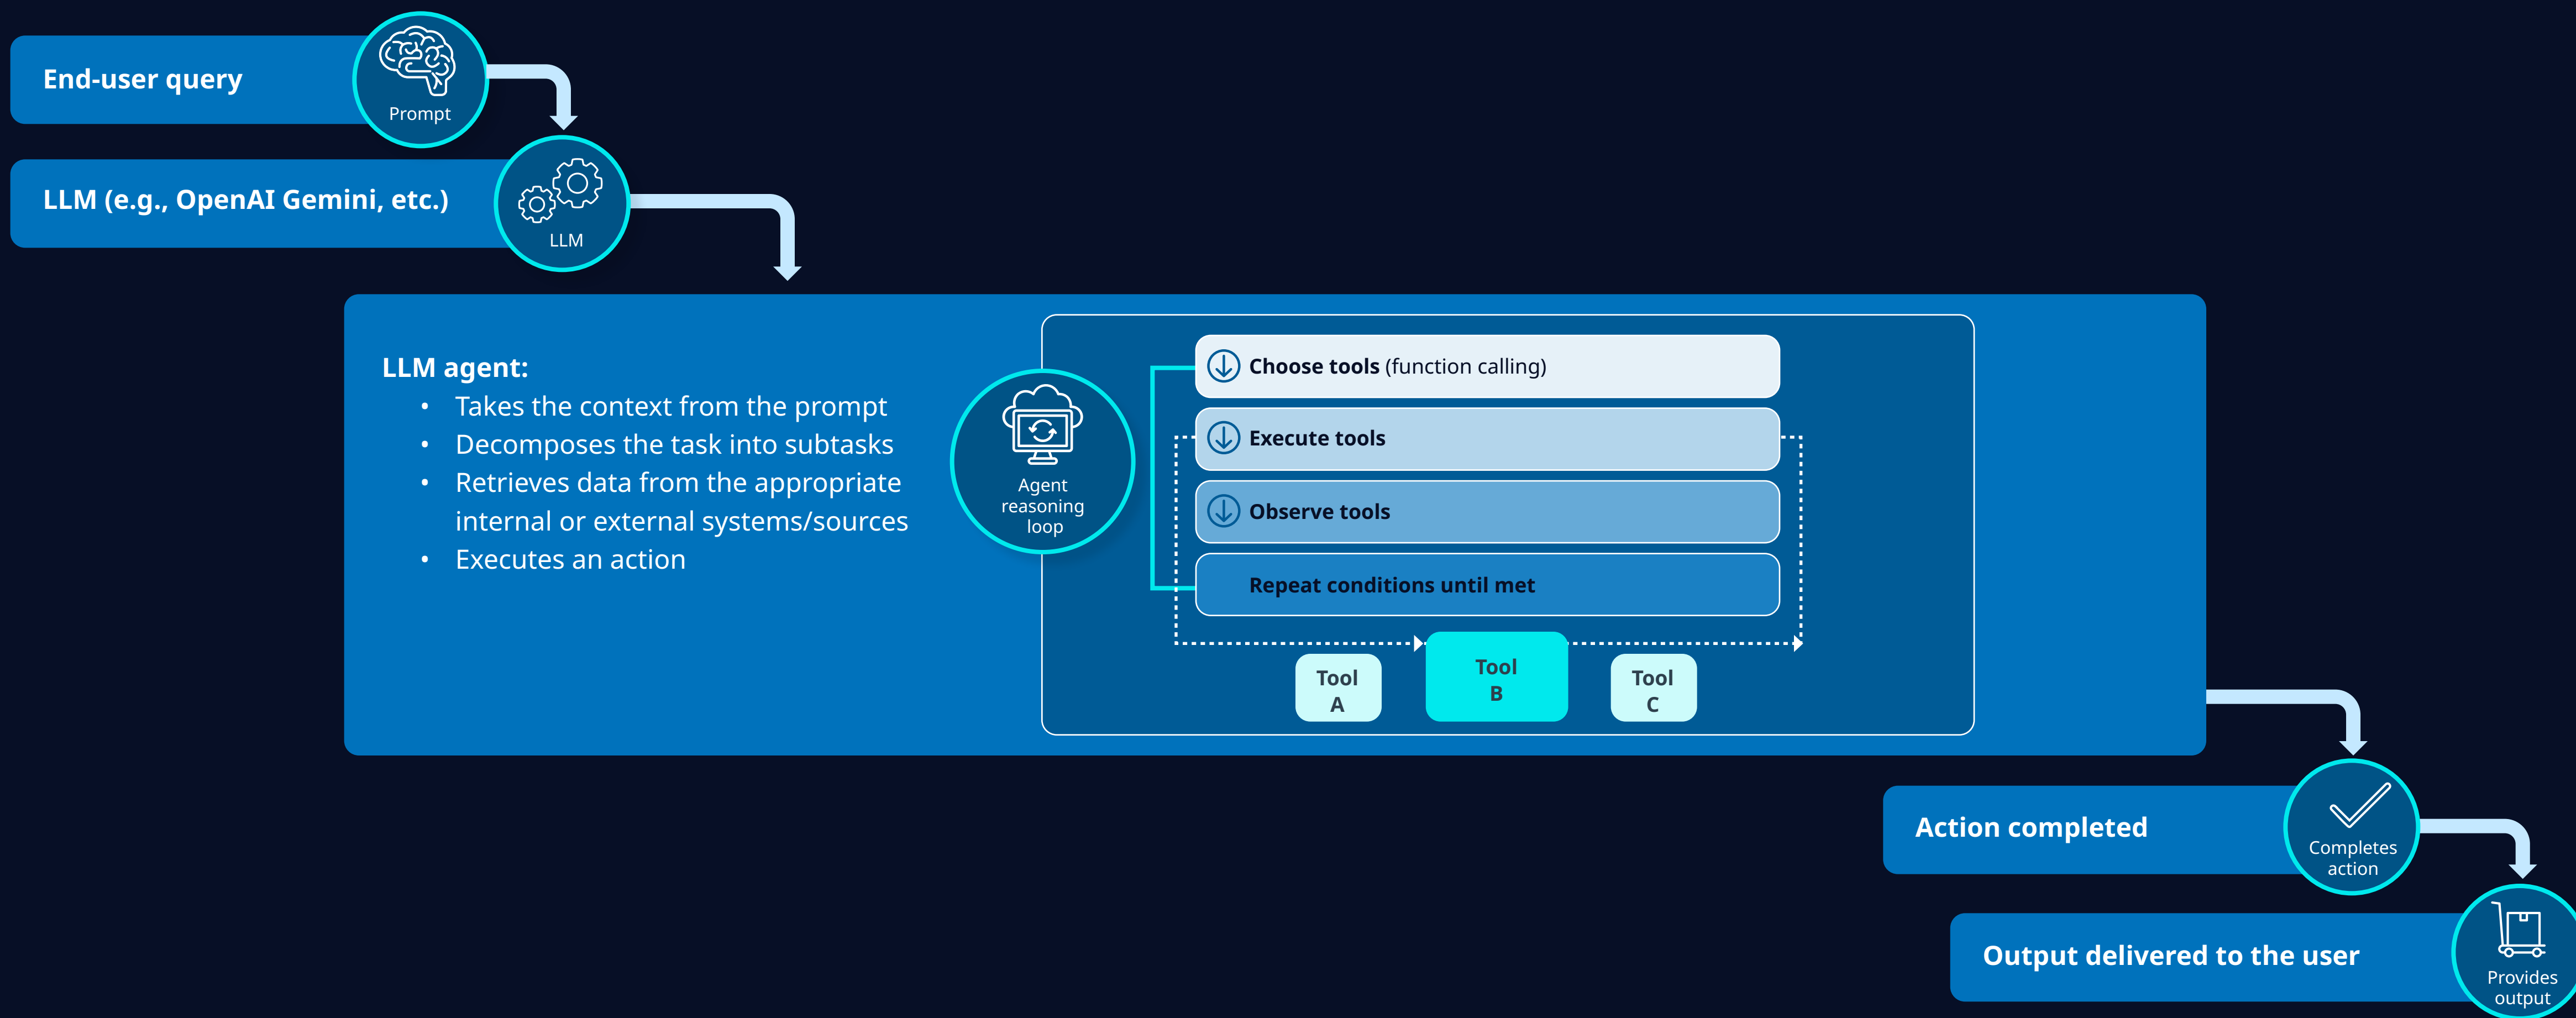 End-user query
Prompt
LLM (e.g., OpenAI Gemini, etc.)
LLM
LLM agent:
• Takes the context from the prompt
• Decomposes the task into subtasks
• Retrieves data from the appropriate
internal or external systems/sources
• Executes an action
Agent
reasoning
loop
Choose tools (function calling)
Execute tools
Observe tools
Repeat conditions until met
Tool
A
Tool
B
Tool
C
Action completed
Completes
action
Output delivered to the user
Provides
output